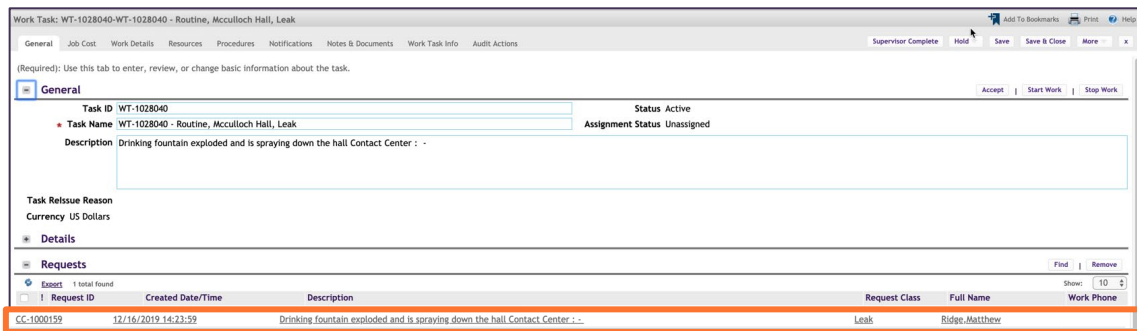 Work Task: WT-1028040-WT-1028040 - Routine, Mcculloch Hall, Leak Add To Bookmarks Print Help
General Job Cost Work Details Resources Procedures Notifications Notes & Documents Work Task Info Audit Actions Supervisor Complete Hold Save Save & Close More x
(Required): Use this tab to enter, review, or change basic information about the task.
General Accept | Start Work | Stop Work
Task ID WT-1028040 Status Active
* Task Name WT-1028040 - Routine, Mcculloch Hall, Leak Assignment Status Unassigned
Description Drinking fountain exploded and is spraying down the hall Contact Center : -
Task ReIssue Reason
Currency US Dollars
Details
Requests Find | Remove
Export 1 total found Show: 10
! Request ID Created Date/Time Description Request Class Full Name Work Phone
CC-1000159 12/16/2019 14:23:59 Drinking fountain exploded and is spraying down the hall Contact Center : - Leak Ridge,Matthew